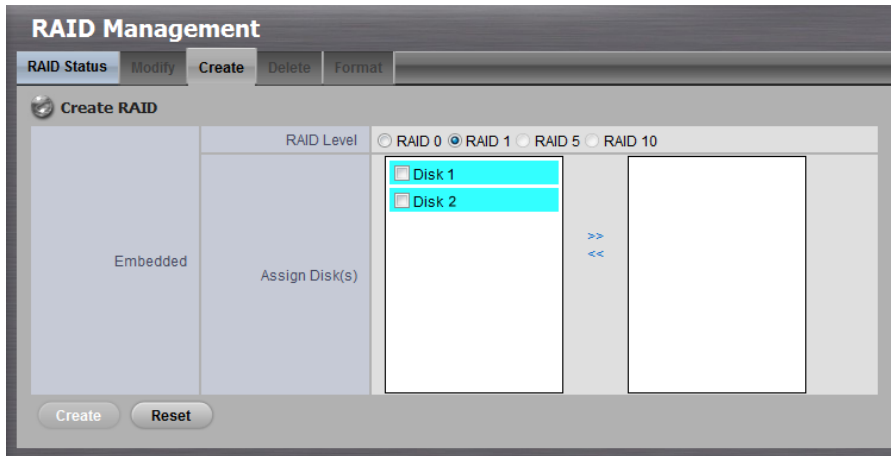 RAID Management
RAID Status Modify Create Delete Format
Create RAID
RAID Level RAID 0 RAID 1 RAID 5 RAID 10
Disk 1
Disk 2
>>
<<
Embedded Assign Disk(s)
Create Reset